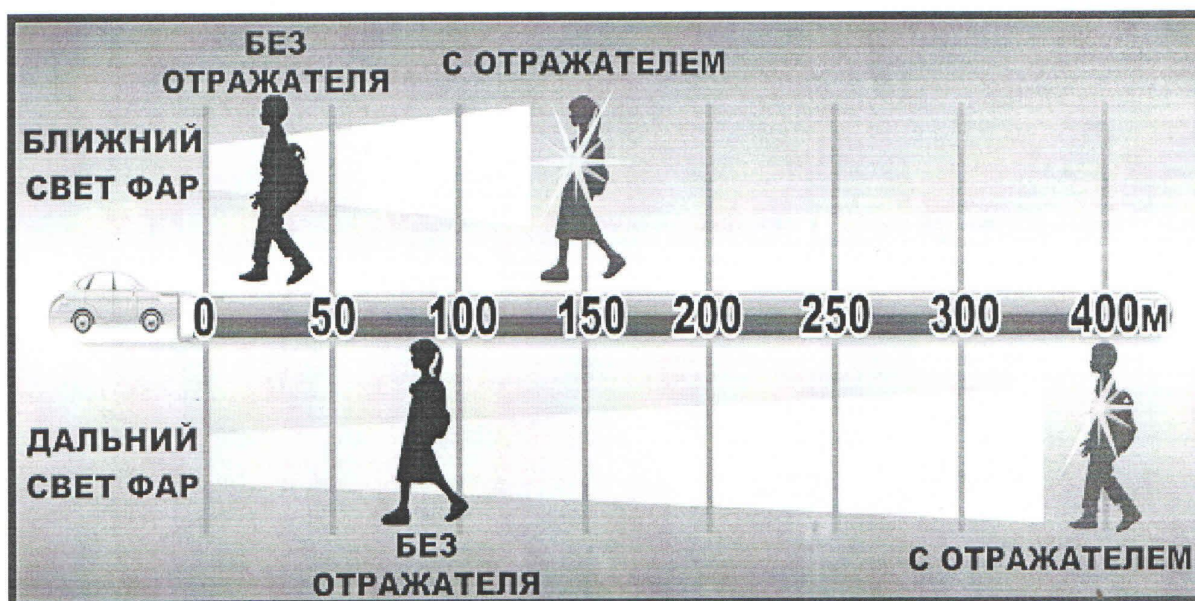 БЕЗ
ОТРАЖАТЕЛЯ
С ОТРАЖАТЕЛЕМ
БЛИЖНИЙ
СВЕТ ФАР
0 50 100 150 200 250 300 400м
ДАЛЬНИЙ
СВЕТ ФАР
БЕЗ
ОТРАЖАТЕЛЯ
С ОТРАЖАТЕЛЕМ